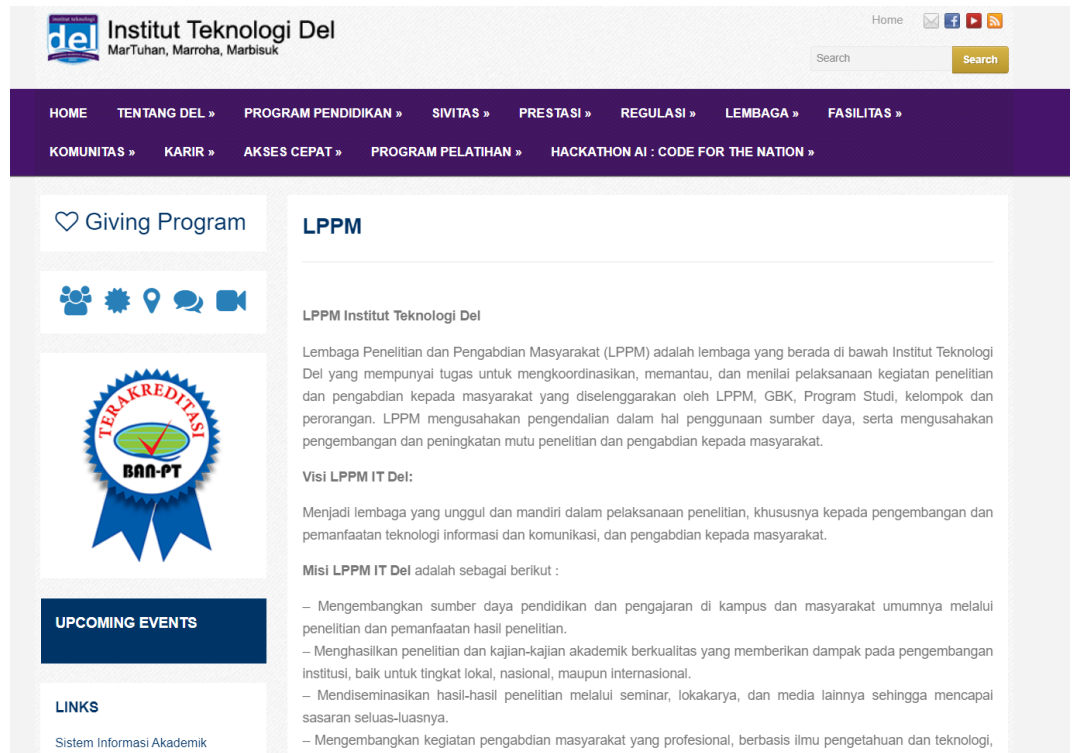 institut teknologi
del
Institut Teknologi Del
MarTuhan, Marroha, Marbisuk
Home
Search
Search
HOME TENTANG DEL » PROGRAM PENDIDIKAN » SIVITAS » PRESTASI » REGULASI » LEMBAGA » FASILITAS »
KOMUNITAS » KARIR » AKSES CEPAT » PROGRAM PELATIHAN » HACKATHON AI : CODE FOR THE NATION »
Giving Program
TERAKREDITASI
BAN-PT
UPCOMING EVENTS
LINKS
Sistem Informasi Akademik
LPPM
LPPM Institut Teknologi Del
Lembaga Penelitian dan Pengabdian Masyarakat (LPPM) adalah lembaga yang berada di bawah Institut Teknologi
Del yang mempunyai tugas untuk mengkoordinasikan, memantau, dan menilai pelaksanaan kegiatan penelitian
dan pengabdian kepada masyarakat yang diselenggarakan oleh LPPM, GBK, Program Studi, kelompok dan
perorangan. LPPM mengusahakan pengendalian dalam hal penggunaan sumber daya, serta mengusahakan
pengembangan dan peningkatan mutu penelitian dan pengabdian kepada masyarakat.
Visi LPPM IT Del:
Menjadi lembaga yang unggul dan mandiri dalam pelaksanaan penelitian, khususnya kepada pengembangan dan
pemanfaatan teknologi informasi dan komunikasi, dan pengabdian kepada masyarakat.
Misi LPPM IT Del adalah sebagai berikut :
– Mengembangkan sumber daya pendidikan dan pengajaran di kampus dan masyarakat umumnya melalui
penelitian dan pemanfaatan hasil penelitian.
– Menghasilkan penelitian dan kajian-kajian akademik berkualitas yang memberikan dampak pada pengembangan
institusi, baik untuk tingkat lokal, nasional, maupun internasional.
– Mendiseminasikan hasil-hasil penelitian melalui seminar, lokakarya, dan media lainnya sehingga mencapai
sasaran seluas-luasnya.
– Mengembangkan kegiatan pengabdian masyarakat yang profesional, berbasis ilmu pengetahuan dan teknologi,